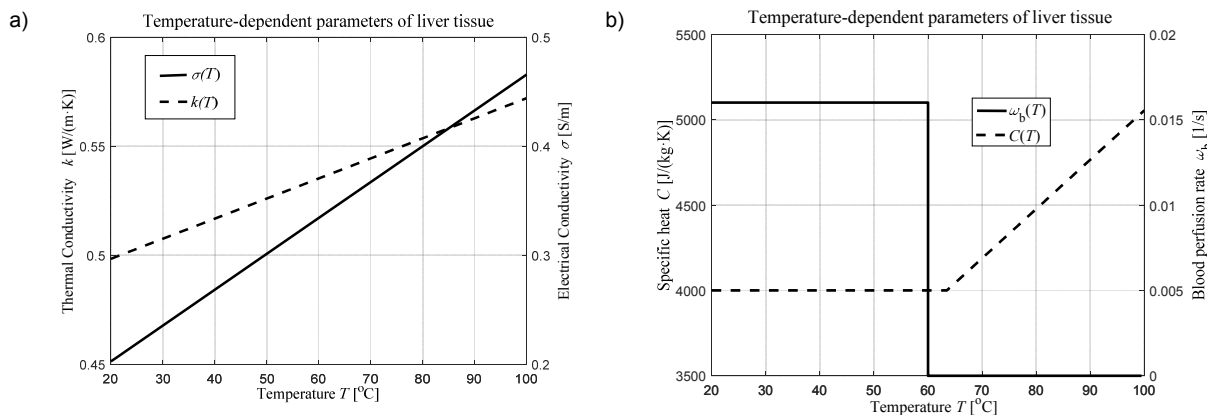 a)
Temperature-dependent parameters of liver tissue
0.6
0.55
0.5
0.45
Thermal Conductivity k [W/(m·K)]
σ(T)
k(T)
0.5
0.4
0.3
0.2
Electrical Conductivity σ [S/m]
20 30 40 50 60 70 80 90 100
Temperature T [°C]
b)
Temperature-dependent parameters of liver tissue
5500
5000
4500
4000
3500
Specific heat C [J/(kg·K)]
ω_b(T)
C(T)
0.02
0.015
0.010
0.005
0
Blood perfusion rate ω_b [1/s]
20 30 40 50 60 70 80 90 100
Temperature T [°C]